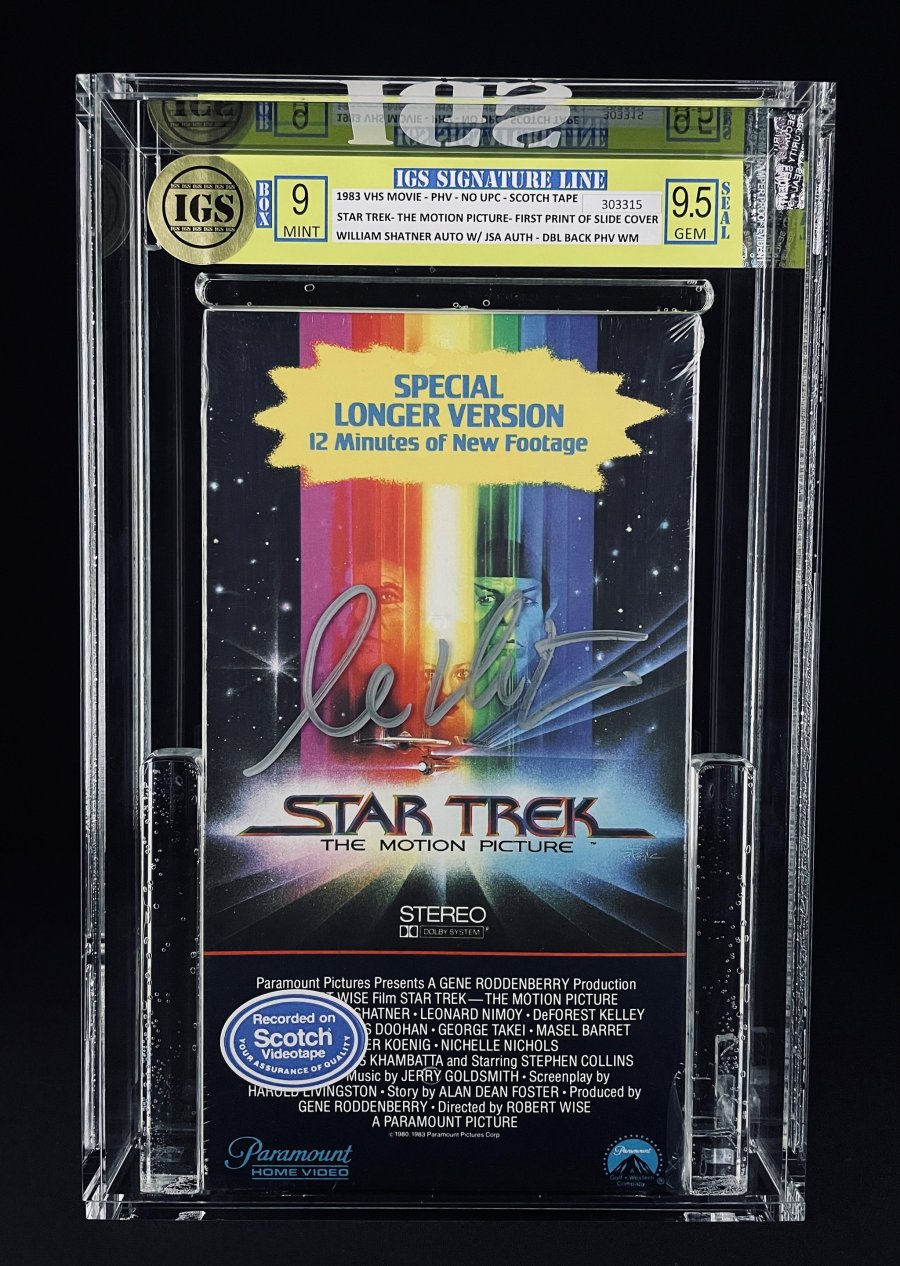 IGS
303315
IGS SIGNATURE LINE
IGS
BOX
9
MINT
1983 VHS MOVIE - PHV - NO UPC - SCOTCH TAPE
303315
STAR TREK- THE MOTION PICTURE- FIRST PRINT OF SLIDE COVER
WILLIAM SHATNER AUTO W/ JSA AUTH - DBL BACK PHV WM
9.5
GEM
SEAL
SPECIAL
LONGER VERSION
12 Minutes of New Footage
STAR TREK
THE MOTION PICTURE ™
STEREO
DOLBY SYSTEM
Paramount Pictures Presents A GENE RODDENBERRY Production
WISE Film STAR TREK—THE MOTION PICTURE
SHATNER • LEONARD NIMOY • DeFOREST KELLEY
DOOHAN • GEORGE TAKEI • MASEL BARRET
KOENIG • NICHELLE NICHOLS
KHAMBATTA and Starring STEPHEN COLLINS
Music by JERRY GOLDSMITH • Screenplay by
HAROLD LIVINGSTON • Story by ALAN DEAN FOSTER • Produced by
GENE RODDENBERRY • Directed by ROBERT WISE
A PARAMOUNT PICTURE
c 1980, 1983 Paramount Pictures Corp
Recorded on
Scotch
Videotape
YOUR ASSURANCE OF QUALITY
Paramount
HOME VIDEO
Paramount
Gulf + Western
Company